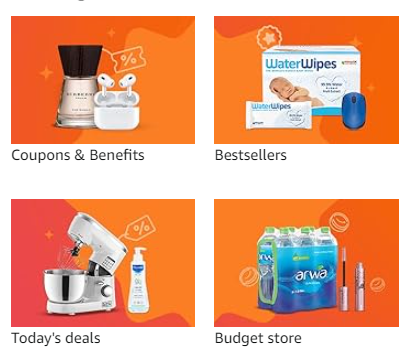 BURBERRY
%
WaterWipes
WaterWipes
Coupons & Benefits
Bestsellers
%
arwa
Today's deals
Budget store